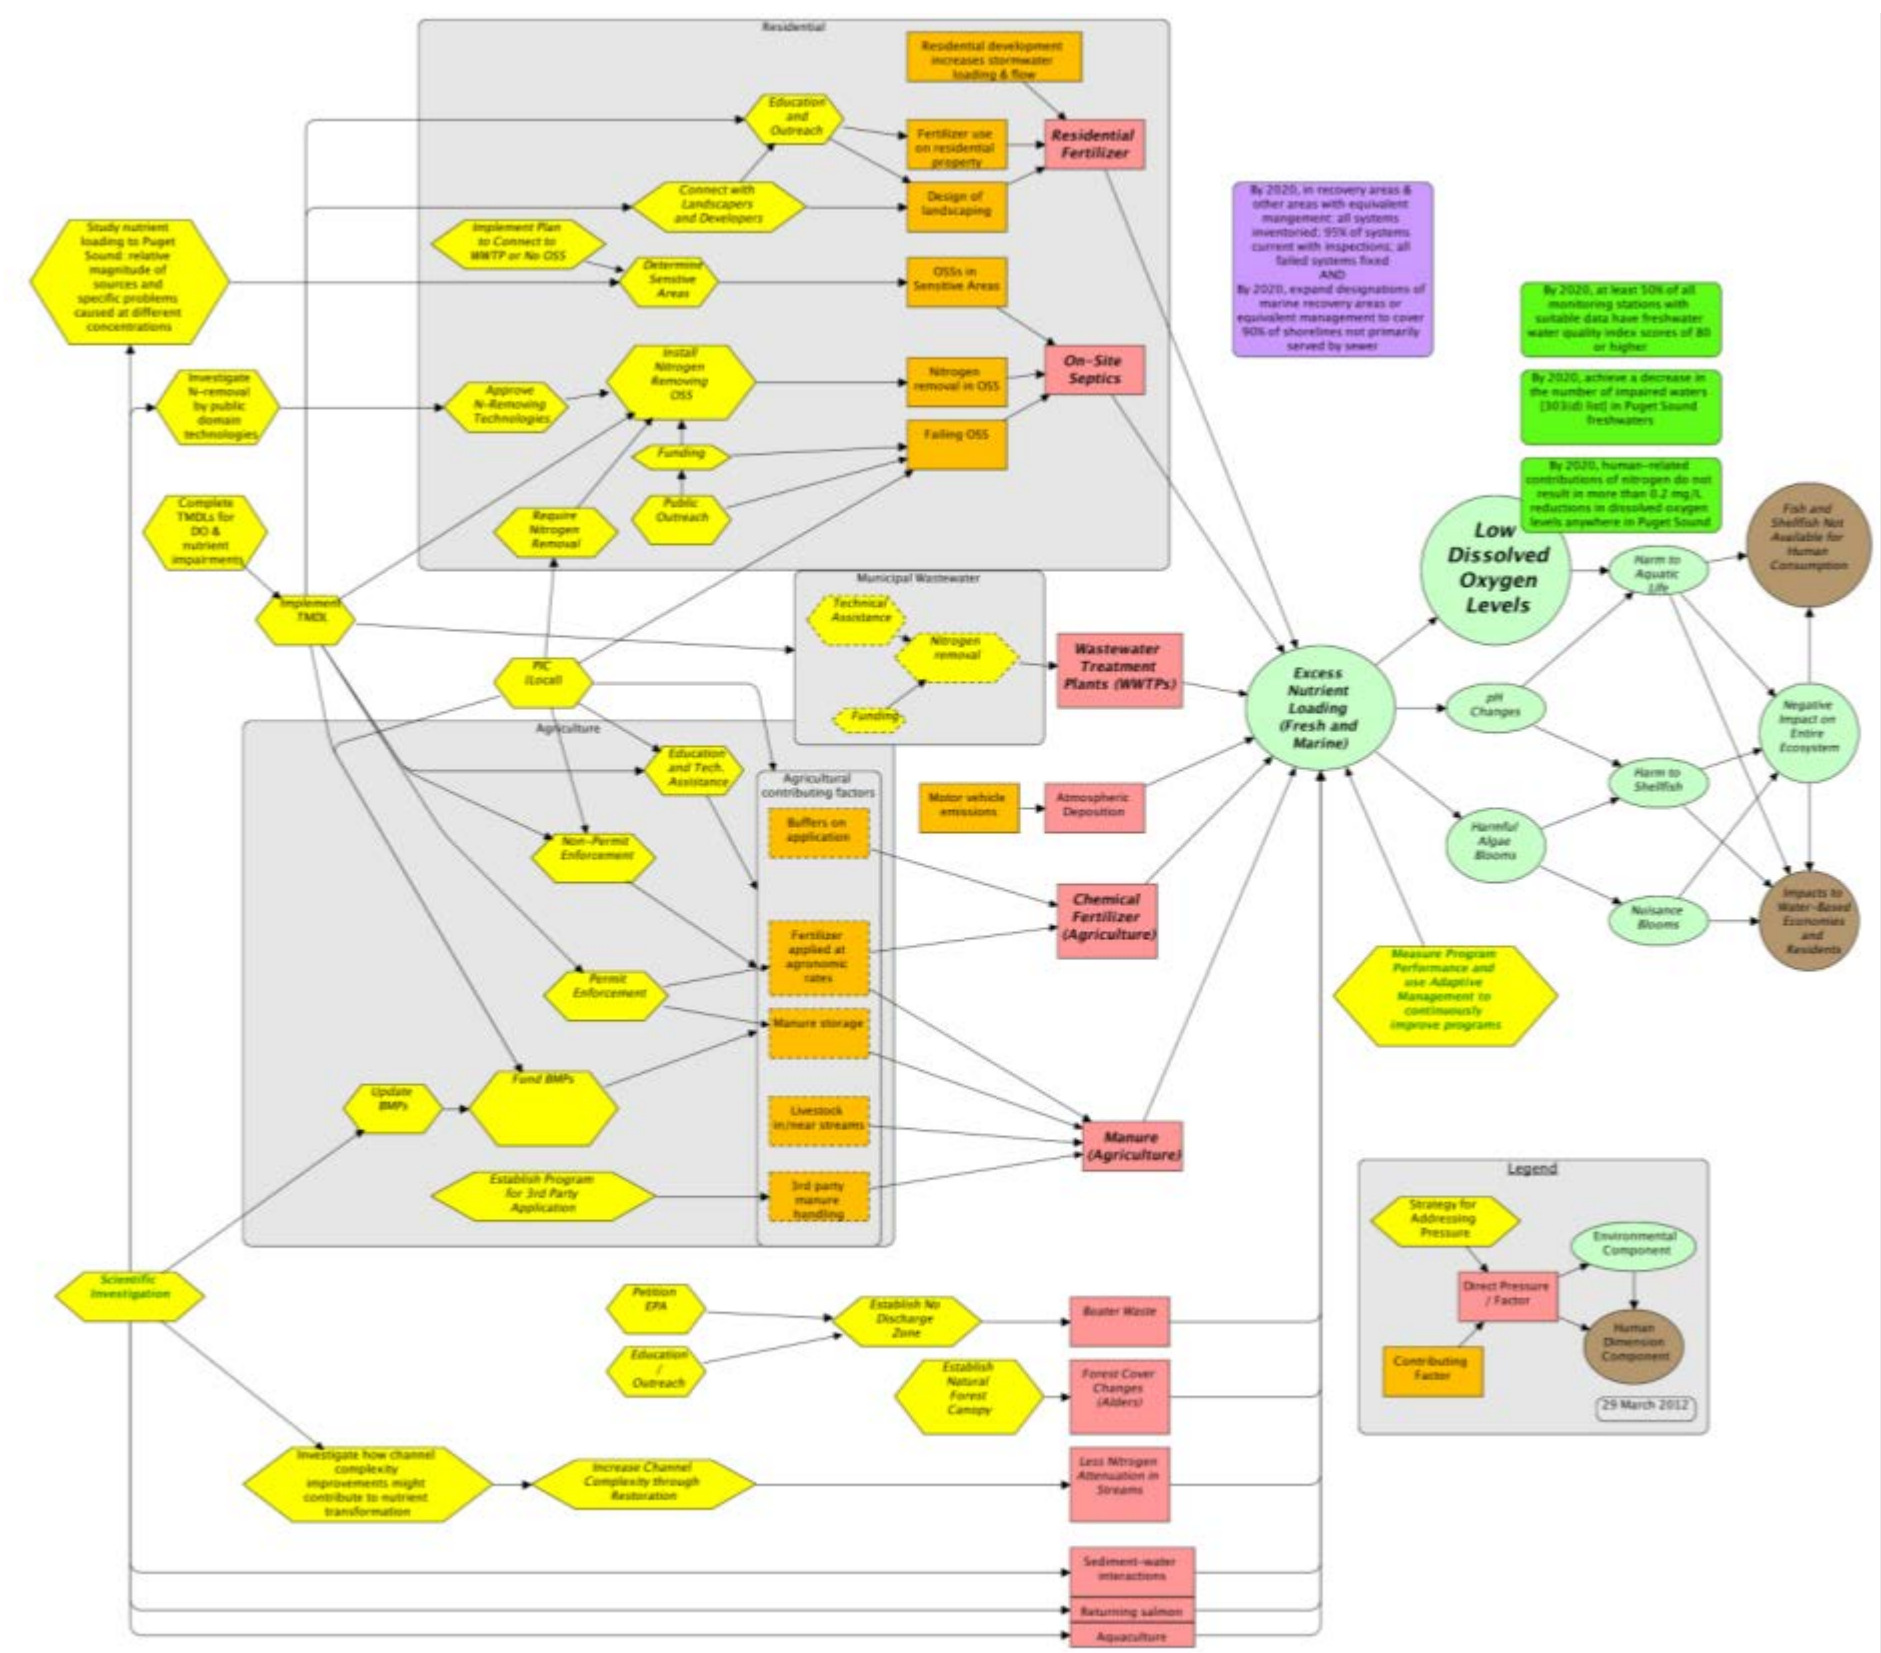 Residential
Residential development
increases stormwater
loading & flow
Education
and
Outreach
Fertilizer use
on residential
property
Residential
Fertilizer
Connect with
Landscapers
and Developers
Design of
landscaping
Implement Plan
to Connect to
WWTP or No OSS
Study nutrient
loading to Puget
Sound: relative
magnitude of
sources and
specific problems
caused at different
concentrations
Determine
Sensitive
Areas
OSSs in
Sensitive Areas
Install
Nitrogen
Removing
OSS
On-Site
Septics
Nitrogen
removal in OSS
Investigate
N-removal
by public
domain
technologies
Approve
N-Removing
Technologies
Failing OSS
Funding
Public
Outreach
Require
Nitrogen
Removal
Complete
TMDLs for
DO &
nutrient
impairments
Implement
TMDL
PIC
(Local)
Municipal Wastewater
Technical
Assistance
Nitrogen
removal
Funding
Wastewater
Treatment
Plants (WWTPs)
By 2020, in recovery areas &
other areas with equivalent
mangement: all systems
inventoried; 95% of systems
current with inspections; all
failed systems fixed
AND
By 2020, expand designations of
marine recovery areas or
equivalent management to cover
90% of shorelines not primarily
served by sewer
By 2020, at least 50% of all
monitoring stations with
suitable data have freshwater
water quality index scores of 80
or higher
By 2020, achieve a decrease in
the number of impaired waters
[303(d) list] in Puget Sound
freshwaters
By 2020, human-related
contributions of nitrogen do not
result in more than 0.2 mg/L
reductions in dissolved oxygen
levels anywhere in Puget Sound
Low
Dissolved
Oxygen
Levels
Harm to
Aquatic
Life
Fish and
Shellfish Not
Available for
Human
Consumption
Excess
Nutrient
Loading
(Fresh and
Marine)
pH
Changes
Negative
Impact on
Entire
Ecosystem
Harm to
Shellfish
Harmful
Algae
Blooms
Nuisance
Blooms
Impacts to
Water-Based
Economies
and
Residents
Measure Program
Performance and
use Adaptive
Management to
continuously
improve programs
Agriculture
Education
and Tech.
Assistance
Agricultural
contributing factors
Buffers on
application
Motor vehicle
emissions
Atmospheric
Deposition
Non-Permit
Enforcement
Chemical
Fertilizer
(Agriculture)
Fertilizer
applied at
agronomic
rates
Permit
Enforcement
Manure storage
Update
BMPs
Fund BMPs
Livestock
in/near streams
Manure
(Agriculture)
Establish Program
for 3rd Party
Application
3rd party
manure
handling
Scientific
Investigation
Petition
EPA
Education
/
Outreach
Establish No
Discharge
Zone
Boater Waste
Establish
Natural
Forest
Canopy
Forest Cover
Changes
(Alders)
Investigate how channel
complexity
improvements might
contribute to nutrient
transformation
Increase Channel
Complexity through
Restoration
Less Nitrogen
Attenuation in
Streams
Sediment-water
interactions
Returning salmon
Aquaculture
Legend
Strategy for
Addressing
Pressure
Environmental
Component
Direct Pressure
/ Factor
Human
Dimension
Component
Contributing
Factor
29 March 2012